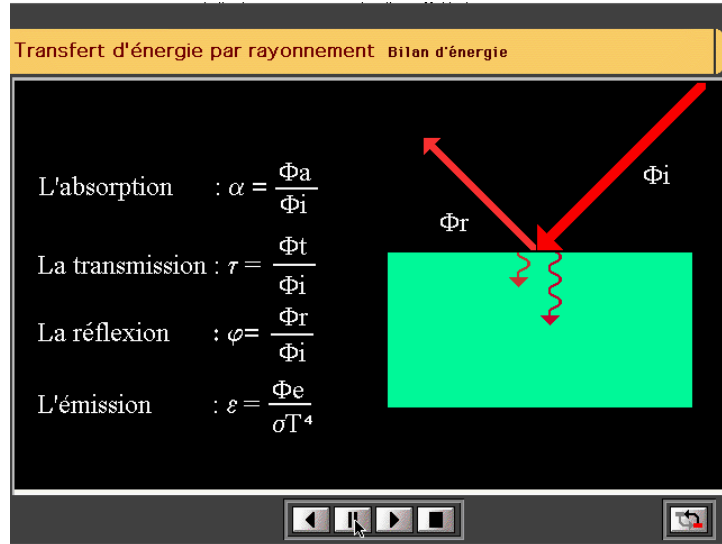 Transfert d'énergie par rayonnement Bilan d'énergie
L'absorption : α = Φa / Φi
La transmission : τ = Φt / Φi
La réflexion : φ= Φr / Φi
L'émission : ε = Φe / σT⁴
Φr
Φi